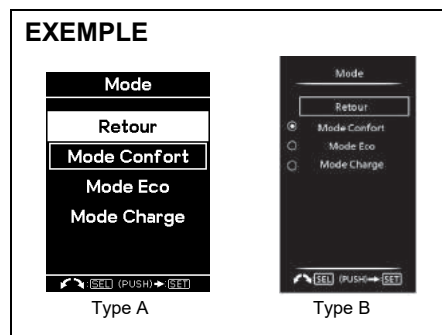 EXEMPLE
Mode
Retour
Mode Confort
Mode Eco
Mode Charge
:SEL (PUSH)➔:SET
Type A
Mode
Retour
Mode Confort
Mode Eco
Mode Charge
SEL (PUSH)➔SET
Type B